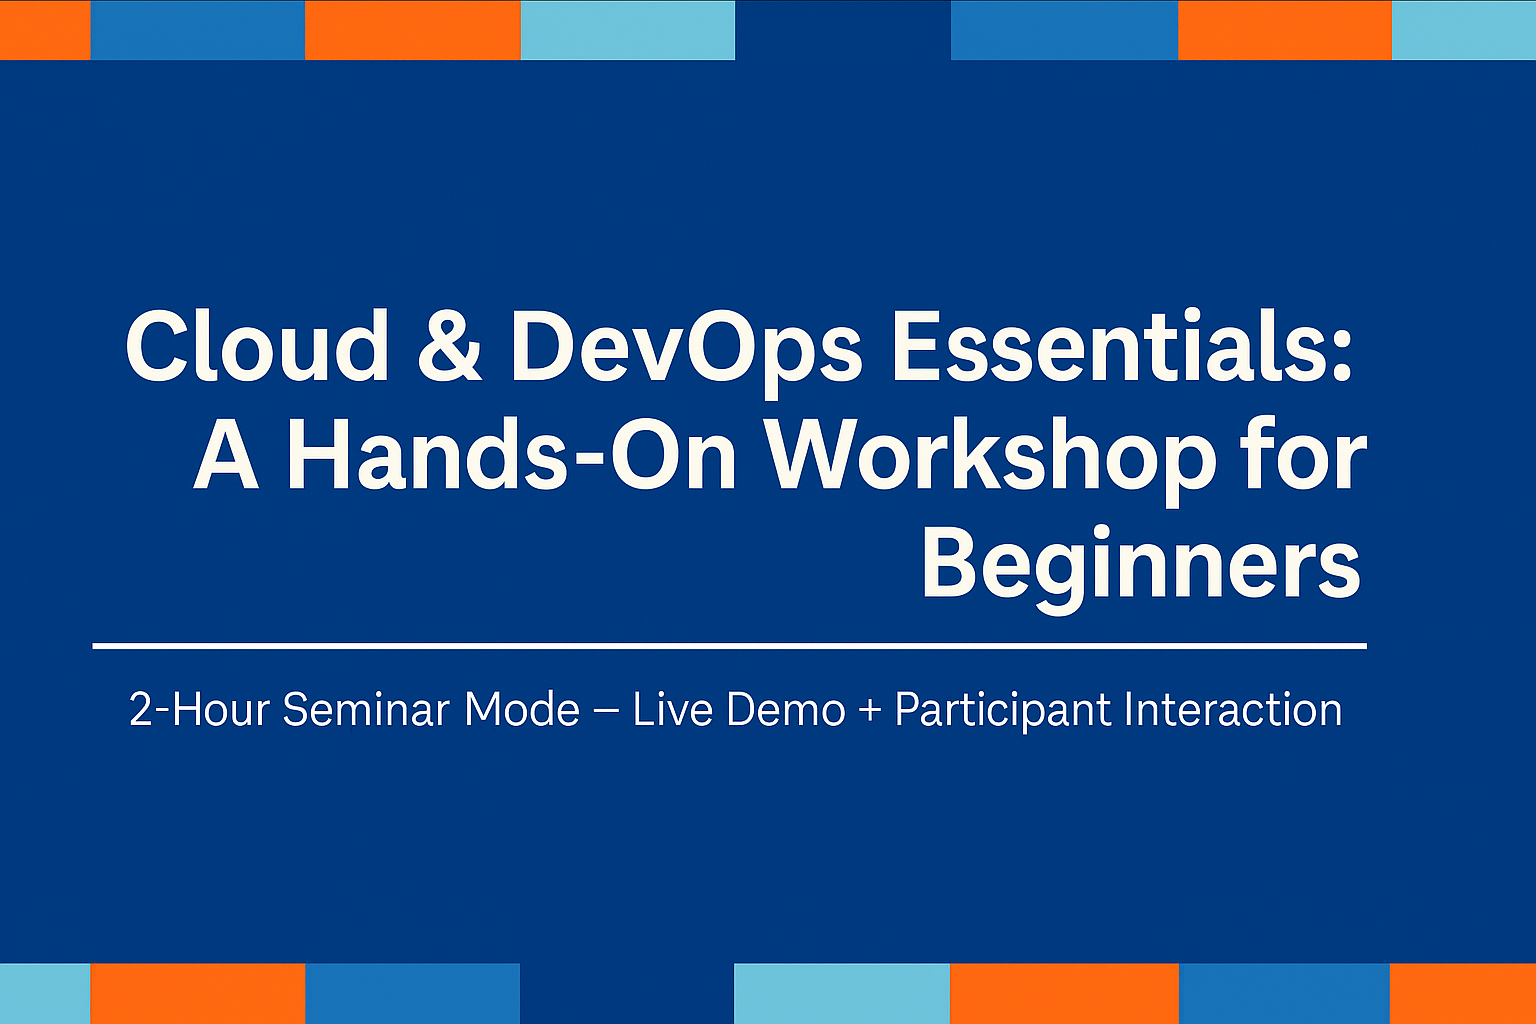 Cloud & DevOps Essentials:
A Hands-On Workshop for
Beginners
2-Hour Seminar Mode – Live Demo + Participant Interaction